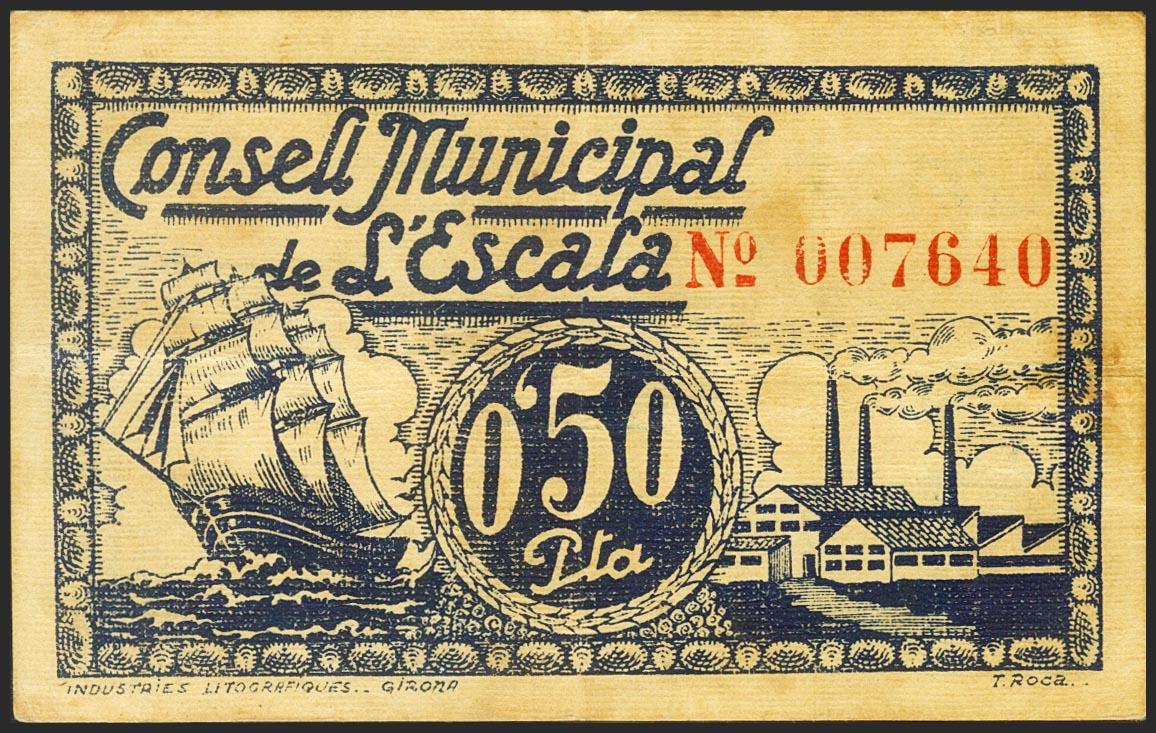 Consell Municipal
de L'Escala
Nº 007640
0'50
Pta
INDUSTRIES LITOGRAFIQUES.. GIRONA
T. ROCA..